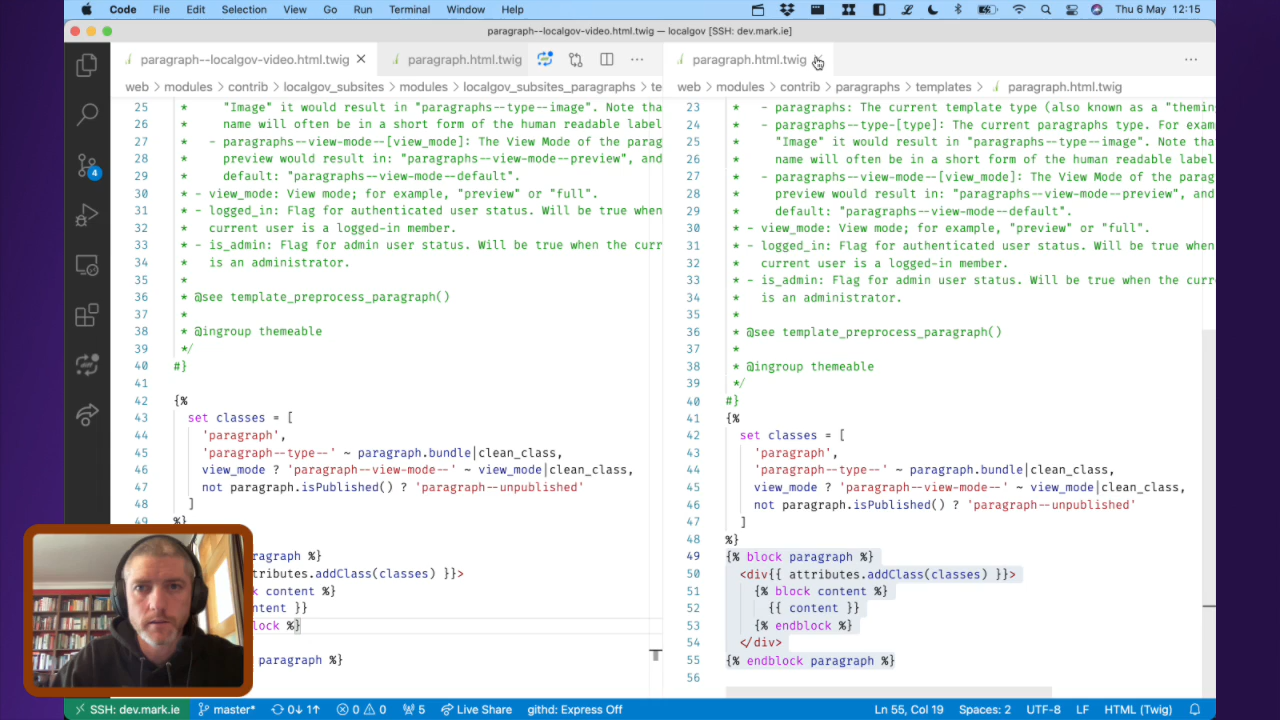 Code File Edit Selection View Go Run Terminal Window Help Thu 6 May 12:15
paragraph--localgov-video.html.twig — localgov [SSH: dev.mark.ie]
paragraph--localgov-video.html.twig paragraph.html.twig
web › modules › contrib › localgov_subsites › modules › localgov_subsites_paragraphs
25 * "Image" it would result in "paragraphs--type--image". Note tha
26 * name will often be in a short form of the human readable label
27 * - paragraphs--view-mode--[view_mode]: The View Mode of the parag
28 * preview would result in: "paragraphs--view-mode--preview", and
29 * default: "paragraphs--view-mode--default".
30 * - view_mode: View mode; for example, "preview" or "full".
31 * - logged_in: Flag for authenticated user status. Will be true when
32 * current user is a logged-in member.
33 * - is_admin: Flag for admin user status. Will be true when the curr
34 * is an administrator.
35 *
36 * @see template_preprocess_paragraph()
37 *
38 * @ingroup themeable
39 */
40 #}
41
42 {%
43 set classes = [
44 'paragraph',
45 'paragraph--type--' ~ paragraph.bundle|clean_class,
46 view_mode ? 'paragraph--view-mode--' ~ view_mode|clean_class,
47 not paragraph.isPublished() ? 'paragraph--unpublished'
48 ]
49 %}
aragraph %}
tributes.addClass(classes) }}>
k content %}
ntent }}
lock %}
paragraph %}
paragraph.html.twig
web › modules › contrib › paragraphs › templates › paragraph.html.twig
23 * - paragraphs: The current template type (also known as a "themin
24 * - paragraphs--type-[type]: The current paragraphs type. For exam
25 * "Image" it would result in "paragraphs--type--image". Note that
26 * name will often be in a short form of the human readable label
27 * - paragraphs--view-mode--[view_mode]: The View Mode of the parag
28 * preview would result in: "paragraphs--view-mode--preview", and
29 * default: "paragraphs--view-mode--default".
30 * - view_mode: View mode; for example, "preview" or "full".
31 * - logged_in: Flag for authenticated user status. Will be true when
32 * current user is a logged-in member.
33 * - is_admin: Flag for admin user status. Will be true when the curr
34 * is an administrator.
35 *
36 * @see template_preprocess_paragraph()
37 *
38 * @ingroup themeable
39 */
40 #}
41 {%
42 set classes = [
43 'paragraph',
44 'paragraph--type--' ~ paragraph.bundle|clean_class,
45 view_mode ? 'paragraph--view-mode--' ~ view_mode|clean_class,
46 not paragraph.isPublished() ? 'paragraph--unpublished'
47 ]
48 %}
49 {% block paragraph %}
50 <div{{ attributes.addClass(classes) }}>
51 {% block content %}
52 {{ content }}
53 {% endblock %}
54 </div>
55 {% endblock paragraph %}
56
4
SSH: dev.mark.ie master* 0↓ 1↑ 0 0 5 Live Share githd: Express Off Ln 55, Col 19 Spaces: 2 UTF-8 LF HTML (Twig)